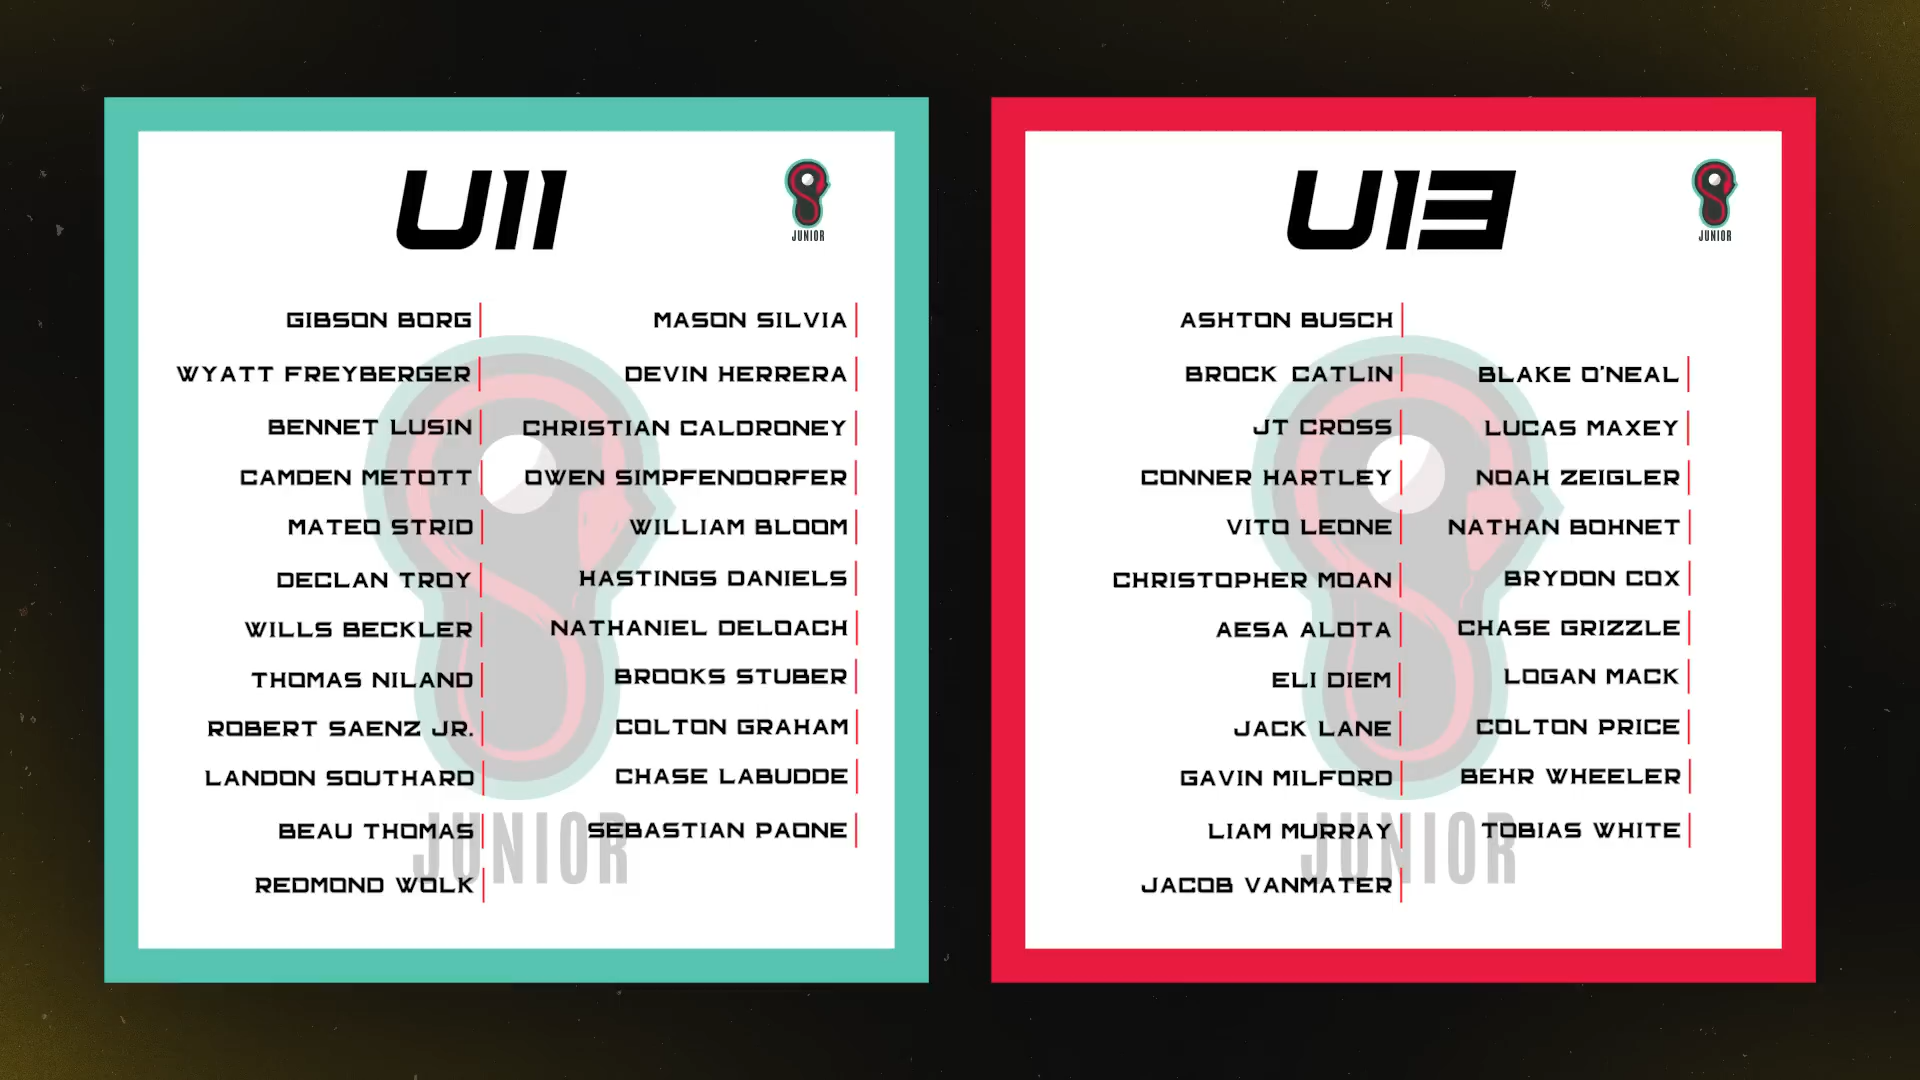 U11
JUNIOR
GIBSON BORG
WYATT FREYBERGER
BENNET LUSIN
CAMDEN METOTT
MATEO STRID
DECLAN TROY
WILLS BECKLER
THOMAS NILAND
ROBERT SAENZ JR.
LANDON SOUTHARD
BEAU THOMAS
REDMOND WOLK
MASON SILVIA
DEVIN HERRERA
CHRISTIAN CALDRONEY
OWEN SIMPFENDORFER
WILLIAM BLOOM
HASTINGS DANIELS
NATHANIEL DELOACH
BROOKS STUBER
COLTON GRAHAM
CHASE LABUDDE
SEBASTIAN PAONE
JUNIOR
U13
JUNIOR
ASHTON BUSCH
BROCK CATLIN
JT CROSS
CONNER HARTLEY
VITO LEONE
CHRISTOPHER MOAN
AESA ALOTA
ELI DIEM
JACK LANE
GAVIN MILFORD
LIAM MURRAY
JACOB VANMATER
BLAKE O'NEAL
LUCAS MAXEY
NOAH ZEIGLER
NATHAN BOHNET
BRYDON COX
CHASE GRIZZLE
LOGAN MACK
COLTON PRICE
BEHR WHEELER
TOBIAS WHITE
JUNIOR